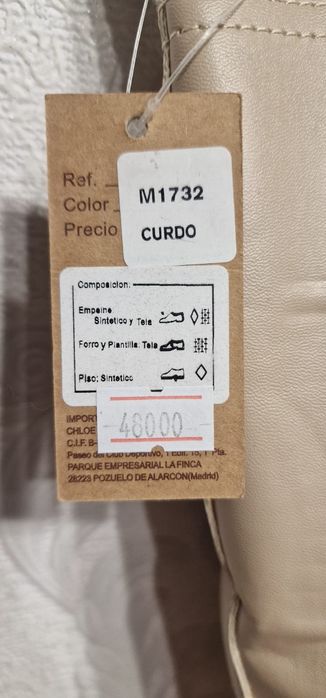 Ref.
M1732
Color
Precio
CURDO
Composicion:
Empeine
Sintetico y Tela
Forro y Plantilla: Tela
Piso: Sintetico
48000
IMPORT
CHLOE
C.I.F. B-
Paseo del Club Deportivo, 1 Edif. 15, 1ª Pta.
PARQUE EMPRESARIAL LA FINCA
28223 POZUELO DE ALARCON(Madrid)